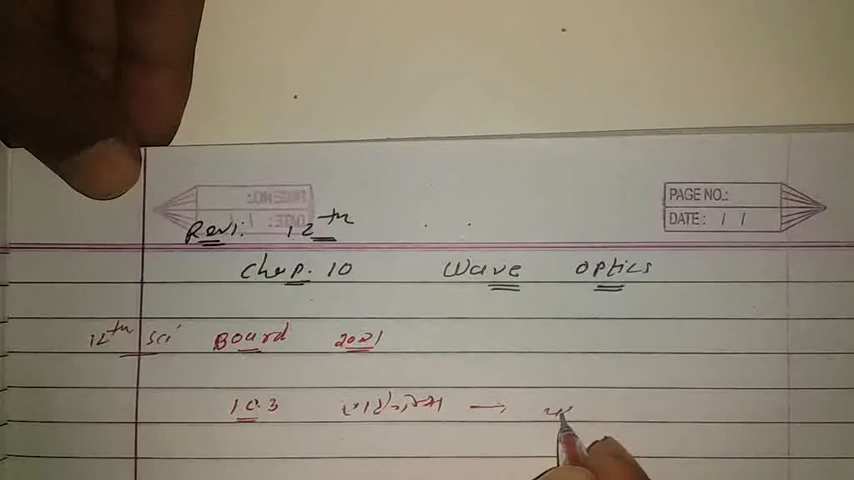 PAGE NO.:
DATE: / /
Revi. 12th
Chap. 10 Wave Optics
12th Sci Board 2021
10.3 →